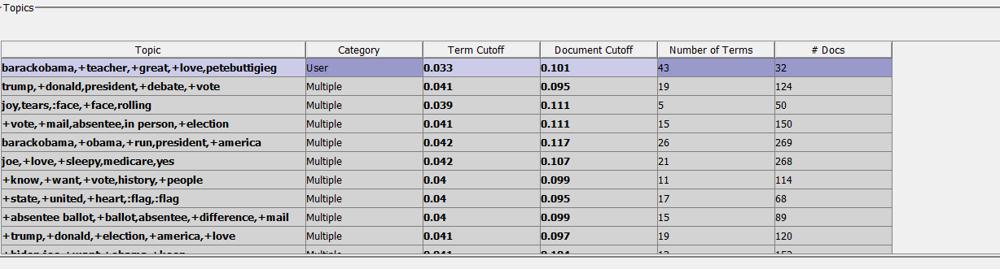 Topics
Topic Category Term Cutoff Document Cutoff Number of Terms # Docs
barackobama,+teacher,+great,+love,petebuttigieg User 0.033 0.101 43 32
trump,+donald,president,+debate,+vote Multiple 0.041 0.095 19 124
joy,tears,:face,+face,rolling Multiple 0.039 0.111 5 50
+vote,+mail,absentee,in person,+election Multiple 0.041 0.111 15 150
barackobama,+obama,+run,president,+america Multiple 0.042 0.117 26 269
joe,+love,+sleepy,medicare,yes Multiple 0.042 0.107 21 268
+know,+want,+vote,history,+people Multiple 0.04 0.099 11 114
+state,+united,+heart,:flag,:flag Multiple 0.04 0.095 17 68
+absentee ballot,+ballot,absentee,+difference,+mail Multiple 0.04 0.099 15 89
+trump,+donald,+election,+america,+love Multiple 0.041 0.097 19 120
Multiple